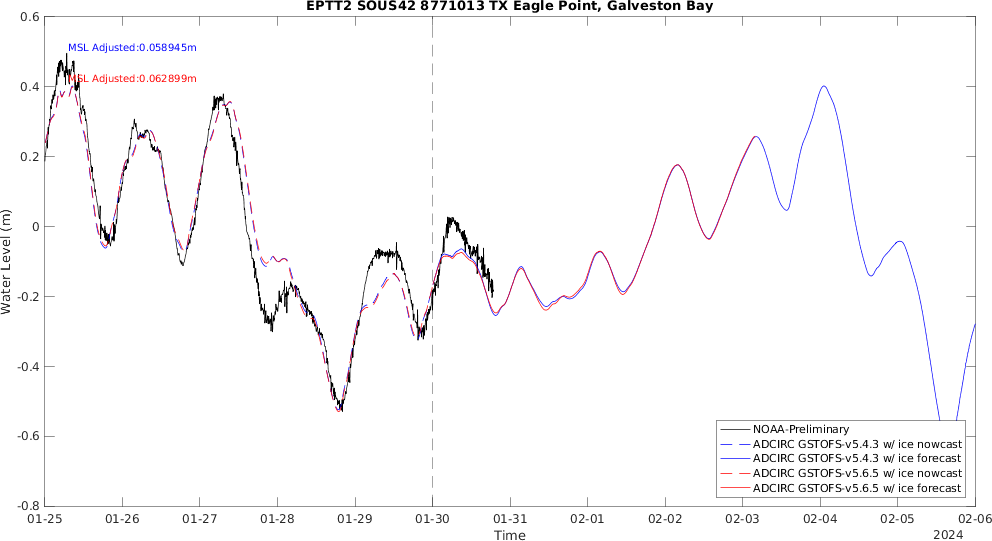 EPTT2 SOUS42 8771013 TX Eagle Point, Galveston Bay
MSL Adjusted:0.058945m
MSL Adjusted:0.062899m
Water Level (m)
0.6
0.4
0.2
0
-0.2
-0.4
-0.6
-0.8
NOAA-Preliminary
ADCIRC GSTOFS-v5.4.3 w/ ice nowcast
ADCIRC GSTOFS-v5.4.3 w/ ice forecast
ADCIRC GSTOFS-v5.6.5 w/ ice nowcast
ADCIRC GSTOFS-v5.6.5 w/ ice forecast
01-25 01-26 01-27 01-28 01-29 01-30 01-31 02-01 02-02 02-03 02-04 02-05 02-06
Time
2024